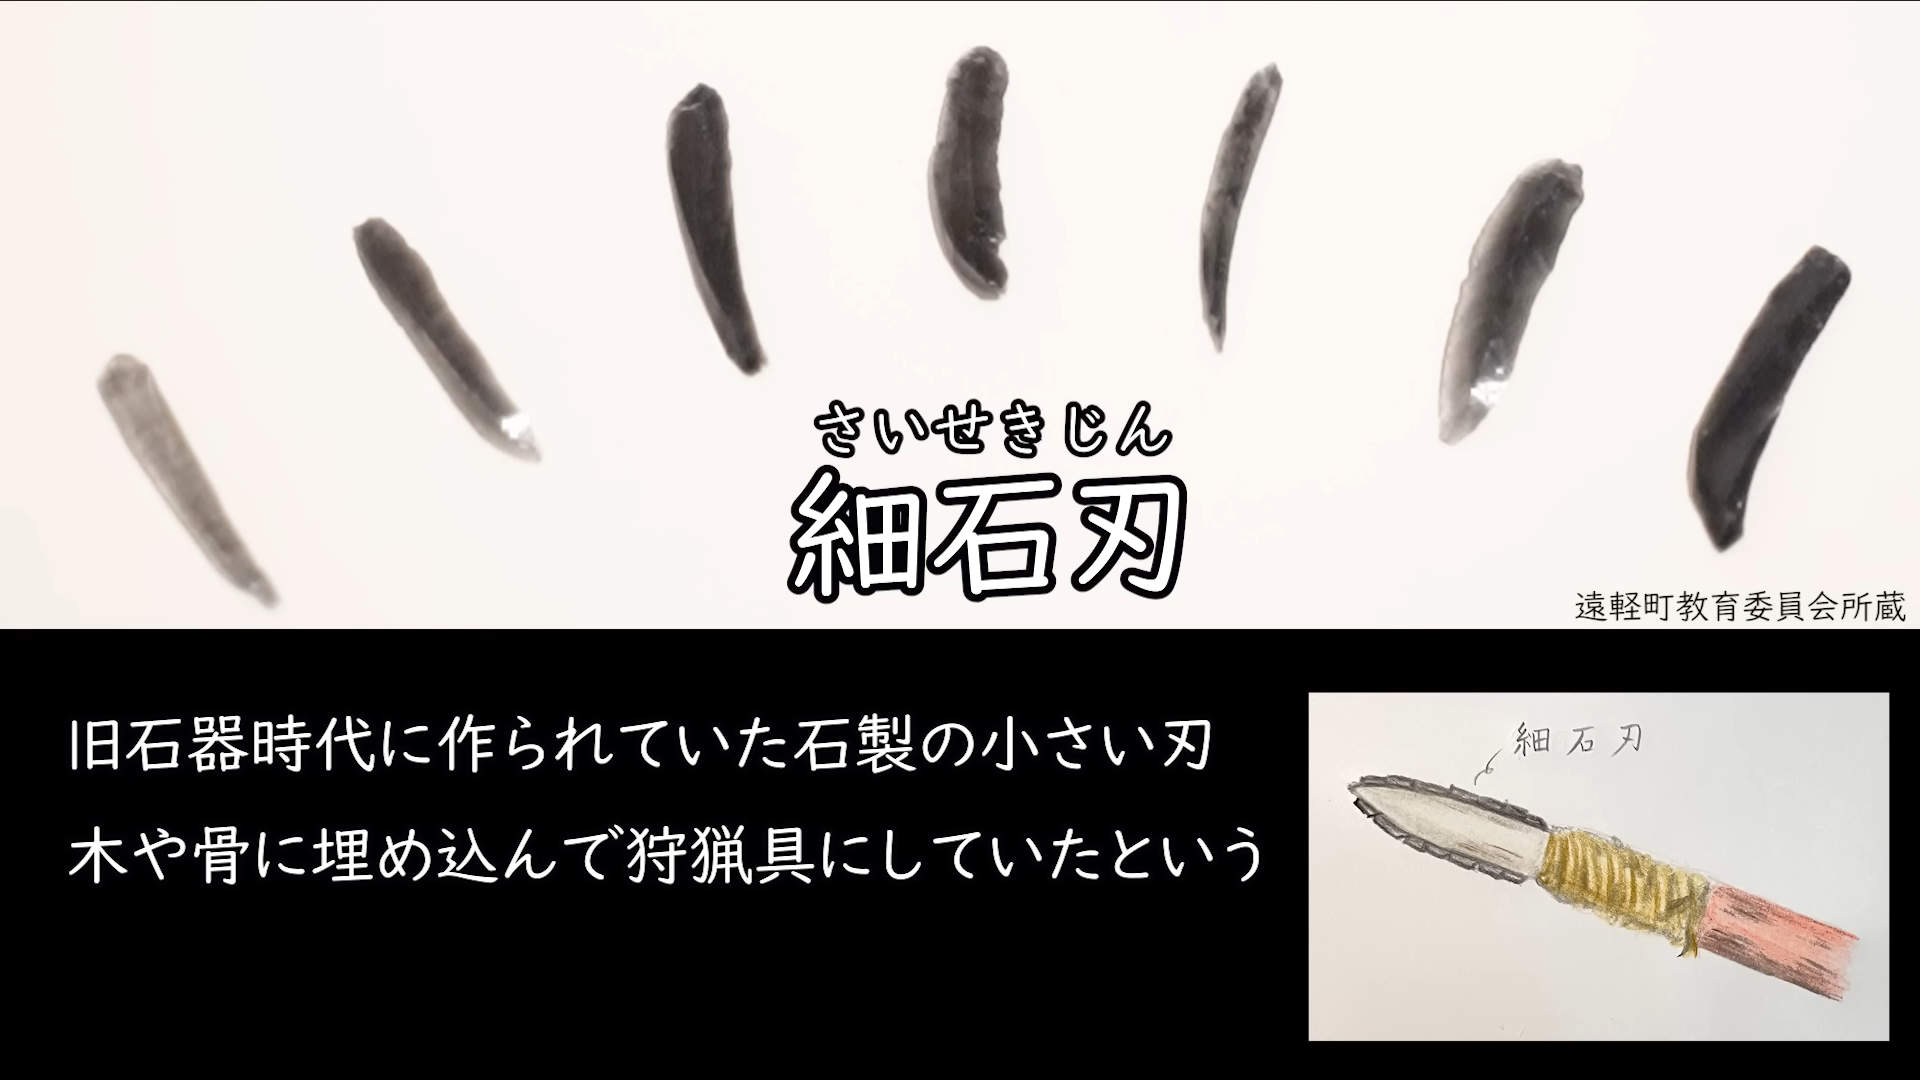 さいせきじん
細石刃
遠軽町教育委員会所蔵
旧石器時代に作られていた石製の小さい刃
木や骨に埋め込んで狩猟具にしていたという
細石刃